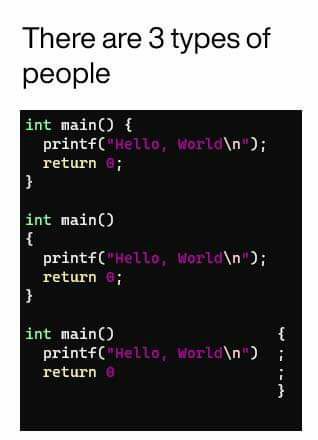 There are 3 types of
people
int main() {
  printf("Hello, World\n");
  return 0;
}
int main()
{
  printf("Hello, World\n");
  return 0;
}
int main()                  {
  printf("Hello, World\n")  ;
  return 0                  ;
                            }